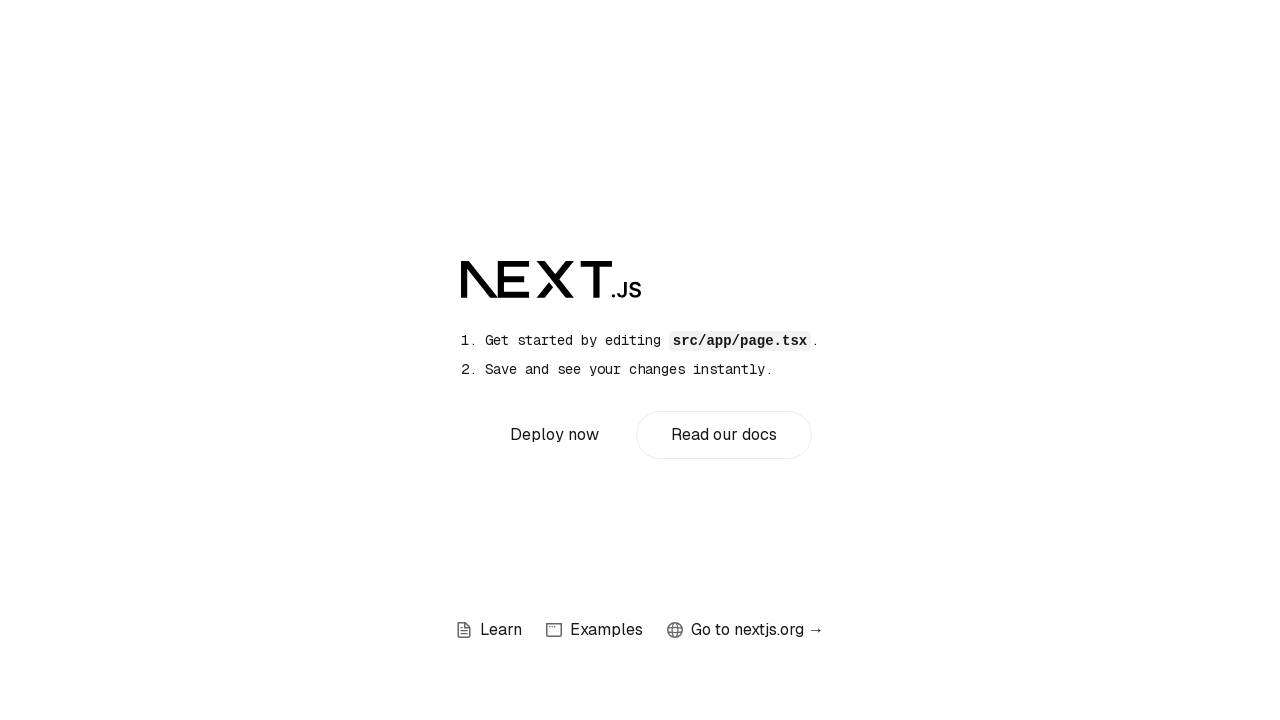 NEXT.JS
1. Get started by editing src/app/page.tsx.
2. Save and see your changes instantly.
Deploy now
Read our docs
Learn
Examples
Go to nextjs.org →